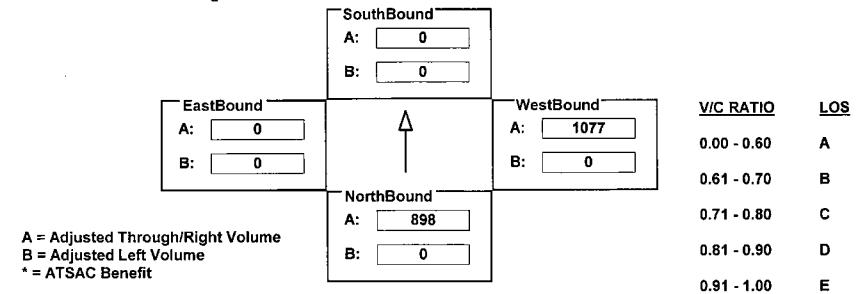 SouthBound
A: 0
B: 0
EastBound
A: 0
B: 0
WestBound
A: 1077
B: 0
NorthBound
A: 898
B: 0
A = Adjusted Through/Right Volume
B = Adjusted Left Volume
* = ATSAC Benefit
V/C RATIO LOS
0.00 - 0.60 A
0.61 - 0.70 B
0.71 - 0.80 C
0.81 - 0.90 D
0.91 - 1.00 E